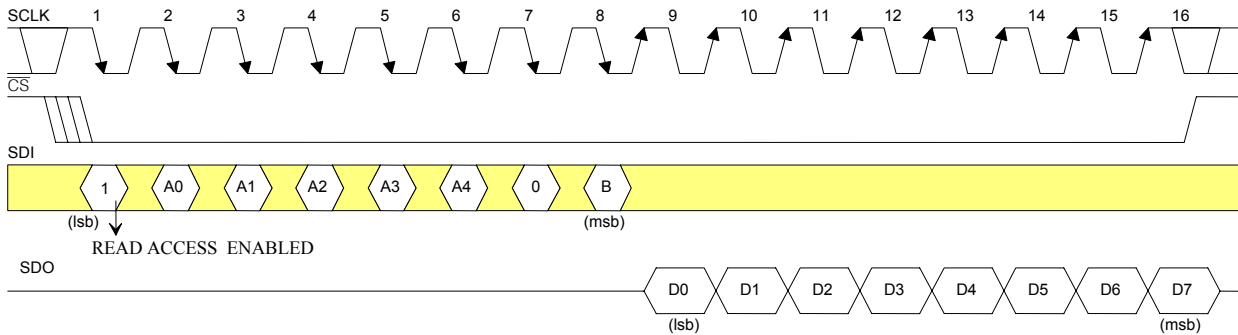 SCLK 1 2 3 4 5 6 7 8 9 10 11 12 13 14 15 16
CS
SDI
1 A0 A1 A2 A3 A4 0 B
(lsb) (msb)
READ ACCESS ENABLED
SDO
D0 D1 D2 D3 D4 D5 D6 D7
(lsb) (msb)